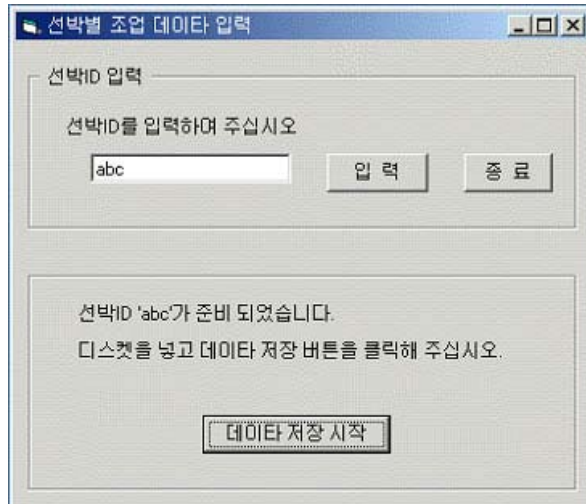 선박별 조업 데이타 입력
선박ID 입력
선박ID를 입력하여 주십시오
abc
입 력
종 료
선박ID 'abc'가 준비 되었습니다.
디스켓을 넣고 데이타 저장 버튼을 클릭해 주십시오.
데이타 저장 시작